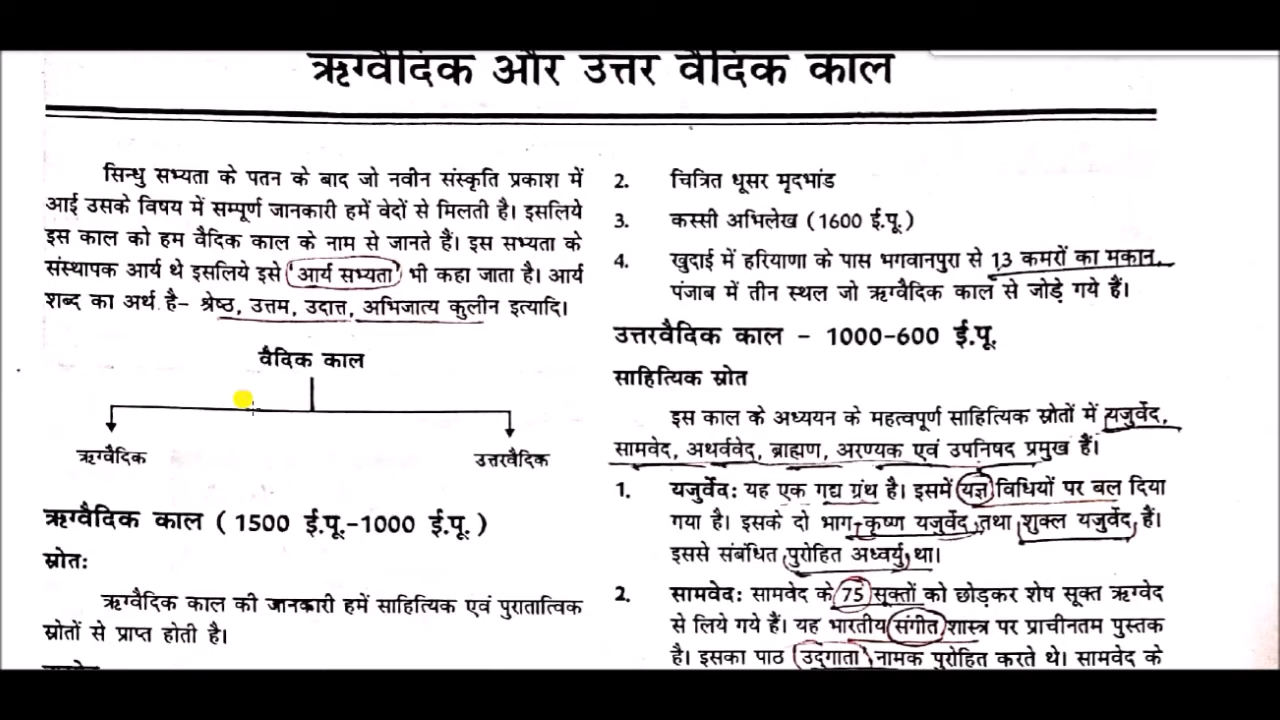 ऋग्वैदिक और उत्तर वैदिक काल
सिन्धु सभ्यता के पतन के बाद जो नवीन संस्कृति प्रकाश में
आई उसके विषय में सम्पूर्ण जानकारी हमें वेदों से मिलती है। इसलिये
इस काल को हम वैदिक काल के नाम से जानते हैं। इस सभ्यता के
संस्थापक आर्य थे इसलिये इसे 'आर्य सभ्यता' भी कहा जाता है। आर्य
शब्द का अर्थ है- श्रेष्ठ, उत्तम, उदात्त, अभिजात्य कुलीन इत्यादि।
वैदिक काल
ऋग्वैदिक
उत्तरवैदिक
ऋग्वैदिक काल ( 1500 ई.पू.-1000 ई.पू. )
स्रोत:
ऋग्वैदिक काल की जानकारी हमें साहित्यिक एवं पुरातात्विक
स्रोतों से प्राप्त होती है।
2. चित्रित धूसर मृदभांड
3. कस्सी अभिलेख (1600 ई.पू.)
4. खुदाई में हरियाणा के पास भगवानपुरा से 13 कमरों का मकान,
पंजाब में तीन स्थल जो ऋग्वैदिक काल से जोड़े गये हैं।
उत्तरवैदिक काल - 1000-600 ई.पू.
साहित्यिक स्रोत
इस काल के अध्ययन के महत्वपूर्ण साहित्यिक स्रोतों में यजुर्वेद,
सामवेद, अथर्ववेद, ब्राह्मण, अरण्यक एवं उपनिषद प्रमुख हैं।
1. यजुर्वेद: यह एक गद्य ग्रंथ है। इसमें यज्ञ विधियों पर बल दिया
गया है। इसके दो भाग-कृष्ण यजुर्वेद तथा शुक्ल यजुर्वेद हैं।
इससे संबंधित पुरोहित अध्वर्यु था।
2. सामवेद: सामवेद के 75 सूक्तों को छोड़कर शेष सूक्त ऋग्वेद
से लिये गये हैं। यह भारतीय संगीत शास्त्र पर प्राचीनतम पुस्तक
है। इसका पाठ उद्गाता नामक पुरोहित करते थे। सामवेद के